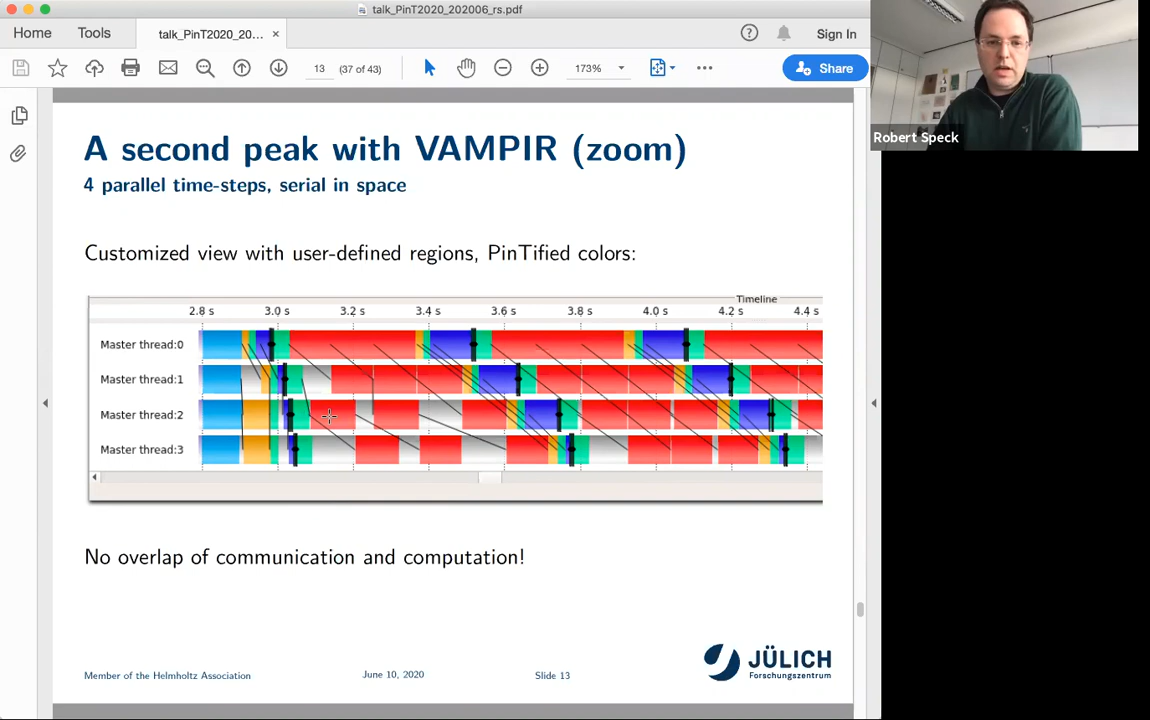 talk_PinT2020_202006_rs.pdf
Home
Tools
talk_PinT2020_20...
×
?
Sign In
13
(37 of 43)
173%
Share
Robert Speck
A second peak with VAMPIR (zoom)
4 parallel time-steps, serial in space
Customized view with user-defined regions, PinTified colors:
Timeline
2.8 s 3.0 s 3.2 s 3.4 s 3.6 s 3.8 s 4.0 s 4.2 s 4.4 s
Master thread:0
Master thread:1
Master thread:2
Master thread:3
No overlap of communication and computation!
Member of the Helmholtz Association
June 10, 2020
Slide 13
JÜLICH
Forschungszentrum